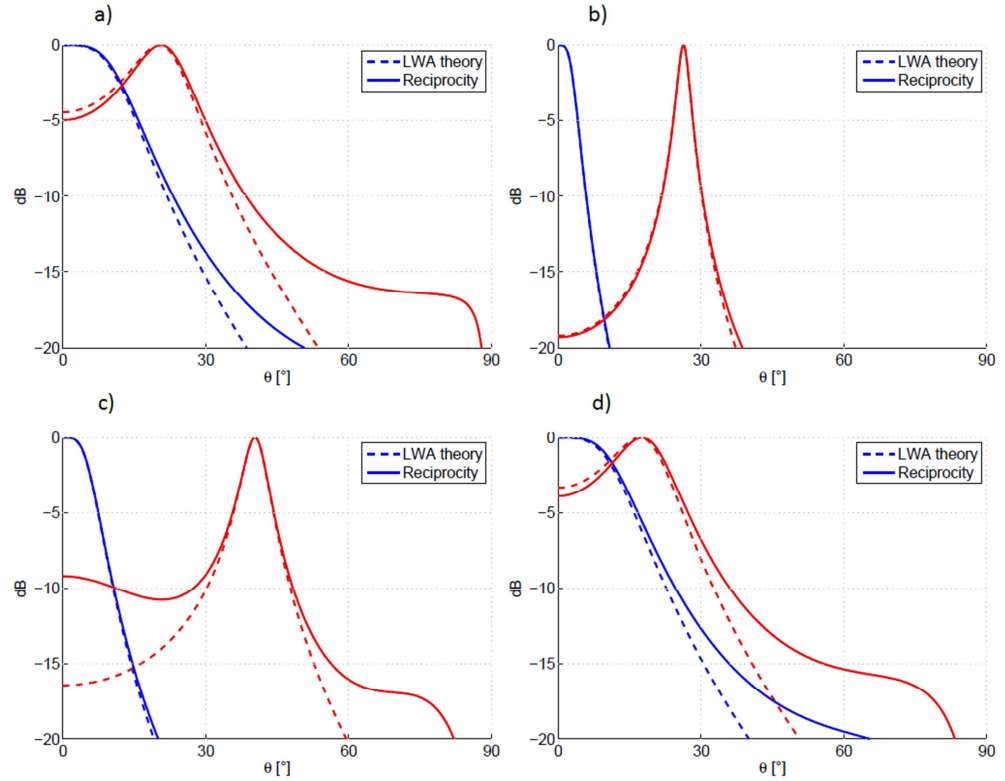 a)
0
−5
−10
−15
−20
dB
0 30 60 90
θ [°]
LWA theory
Reciprocity
b)
0
−5
−10
−15
−20
dB
0 30 60 90
θ [°]
LWA theory
Reciprocity
c)
0
−5
−10
−15
−20
dB
0 30 60 90
θ [°]
LWA theory
Reciprocity
d)
0
−5
−10
−15
−20
dB
0 30 60 90
θ [°]
LWA theory
Reciprocity